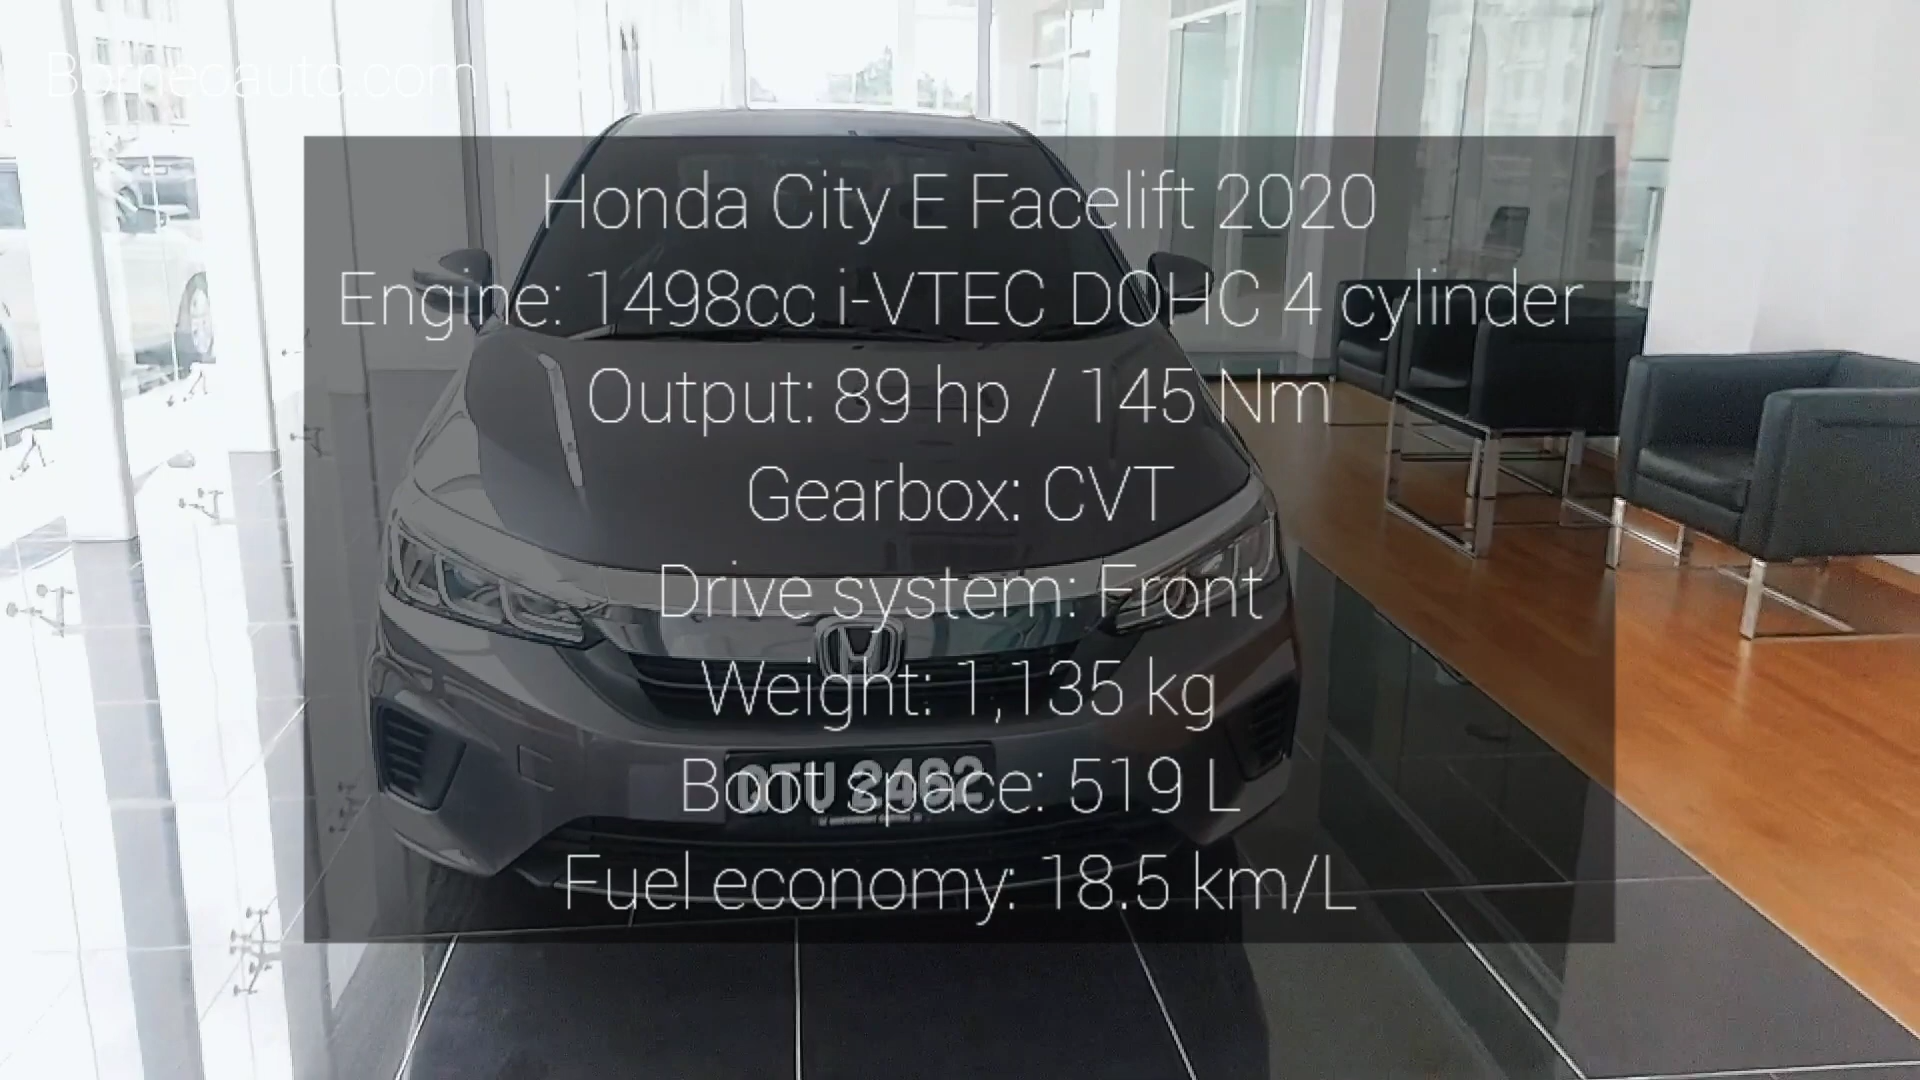 Borneoauto.com
Honda City E Facelift 2020
Engine: 1498cc i-VTEC DOHC 4 cylinder
Output: 89 hp / 145 Nm
Gearbox: CVT
Drive system: Front
Weight: 1,135 kg
Boot space: 519 L
Fuel economy: 18.5 km/L